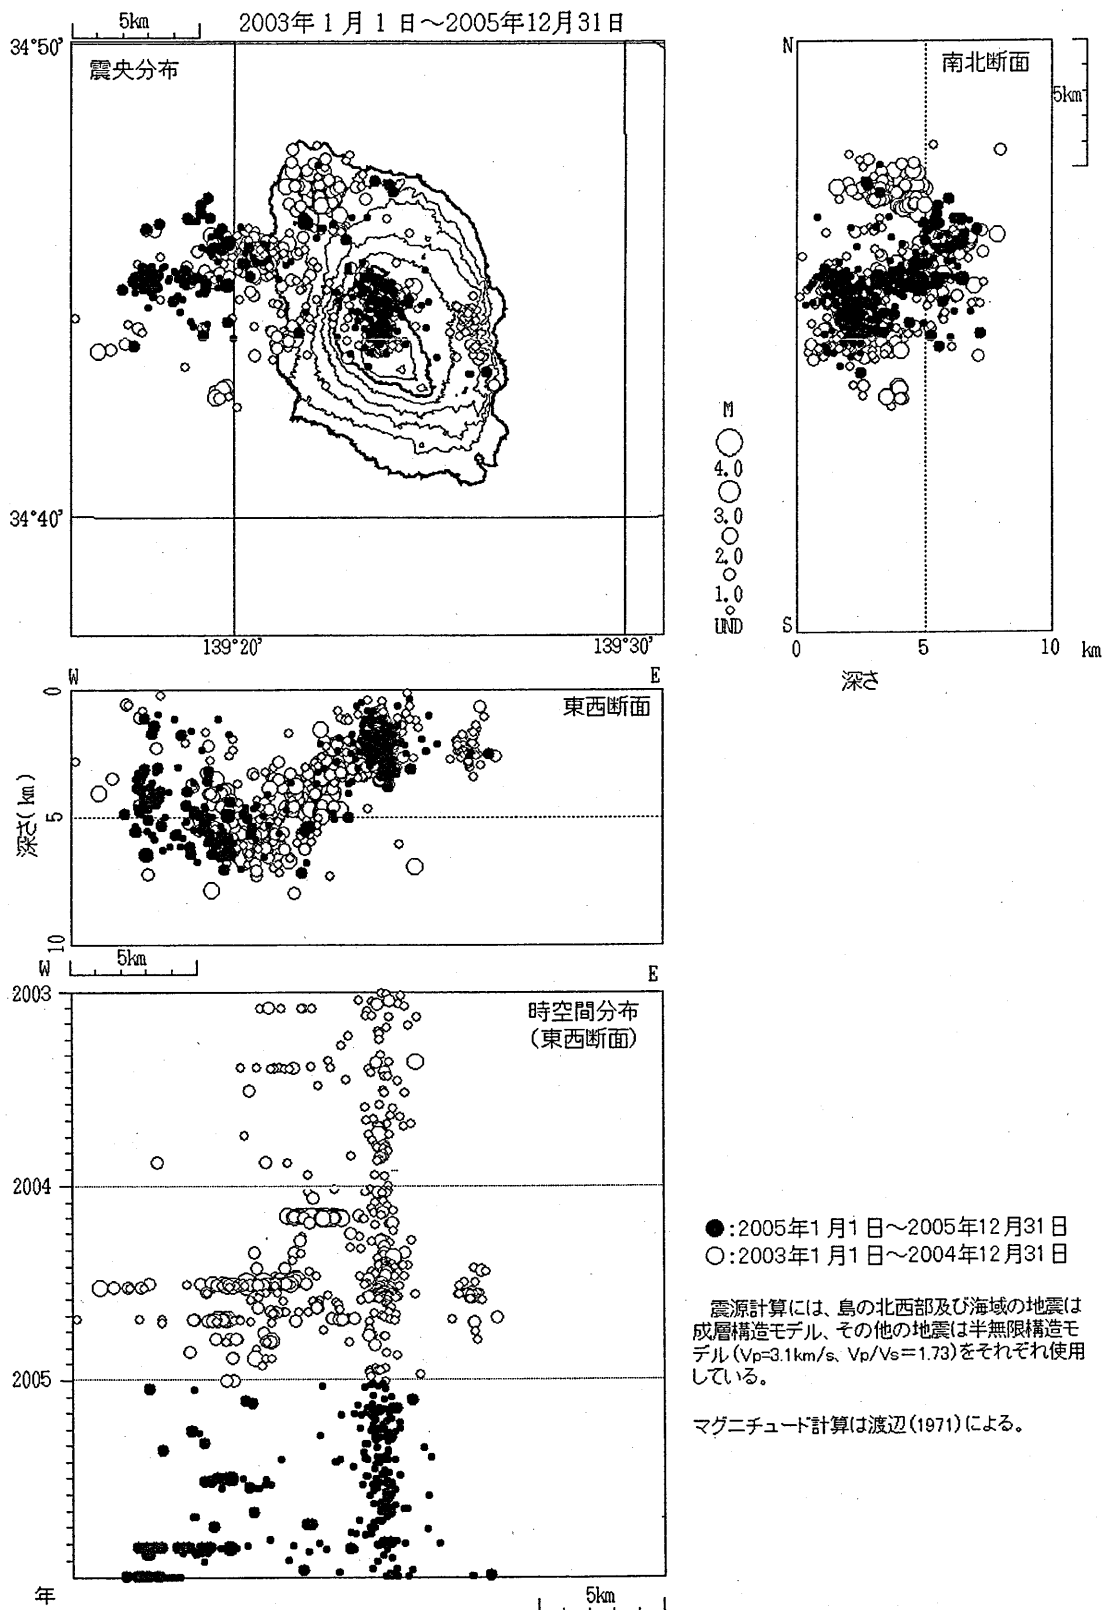 5km
2003年1月1日～2005年12月31日
34°50'
震央分布
N
南北断面
5km
M
4.0
3.0
2.0
1.0
UND
34°40'
139°20'
139°30'
S
0
5
10
km
深さ
W
E
0
東西断面
深さ(km)
5
10
5km
W
E
2003
時空間分布
(東西断面)
2004
2005
年
5km
●:2005年1月1日～2005年12月31日
○:2003年1月1日～2004年12月31日
震源計算には、島の北西部及び海域の地震は
成層構造モデル、その他の地震は半無限構造モ
デル(Vp=3.1km/s、Vp/Vs=1.73)をそれぞれ使用
している。
マグニチュード計算は渡辺(1971)による。